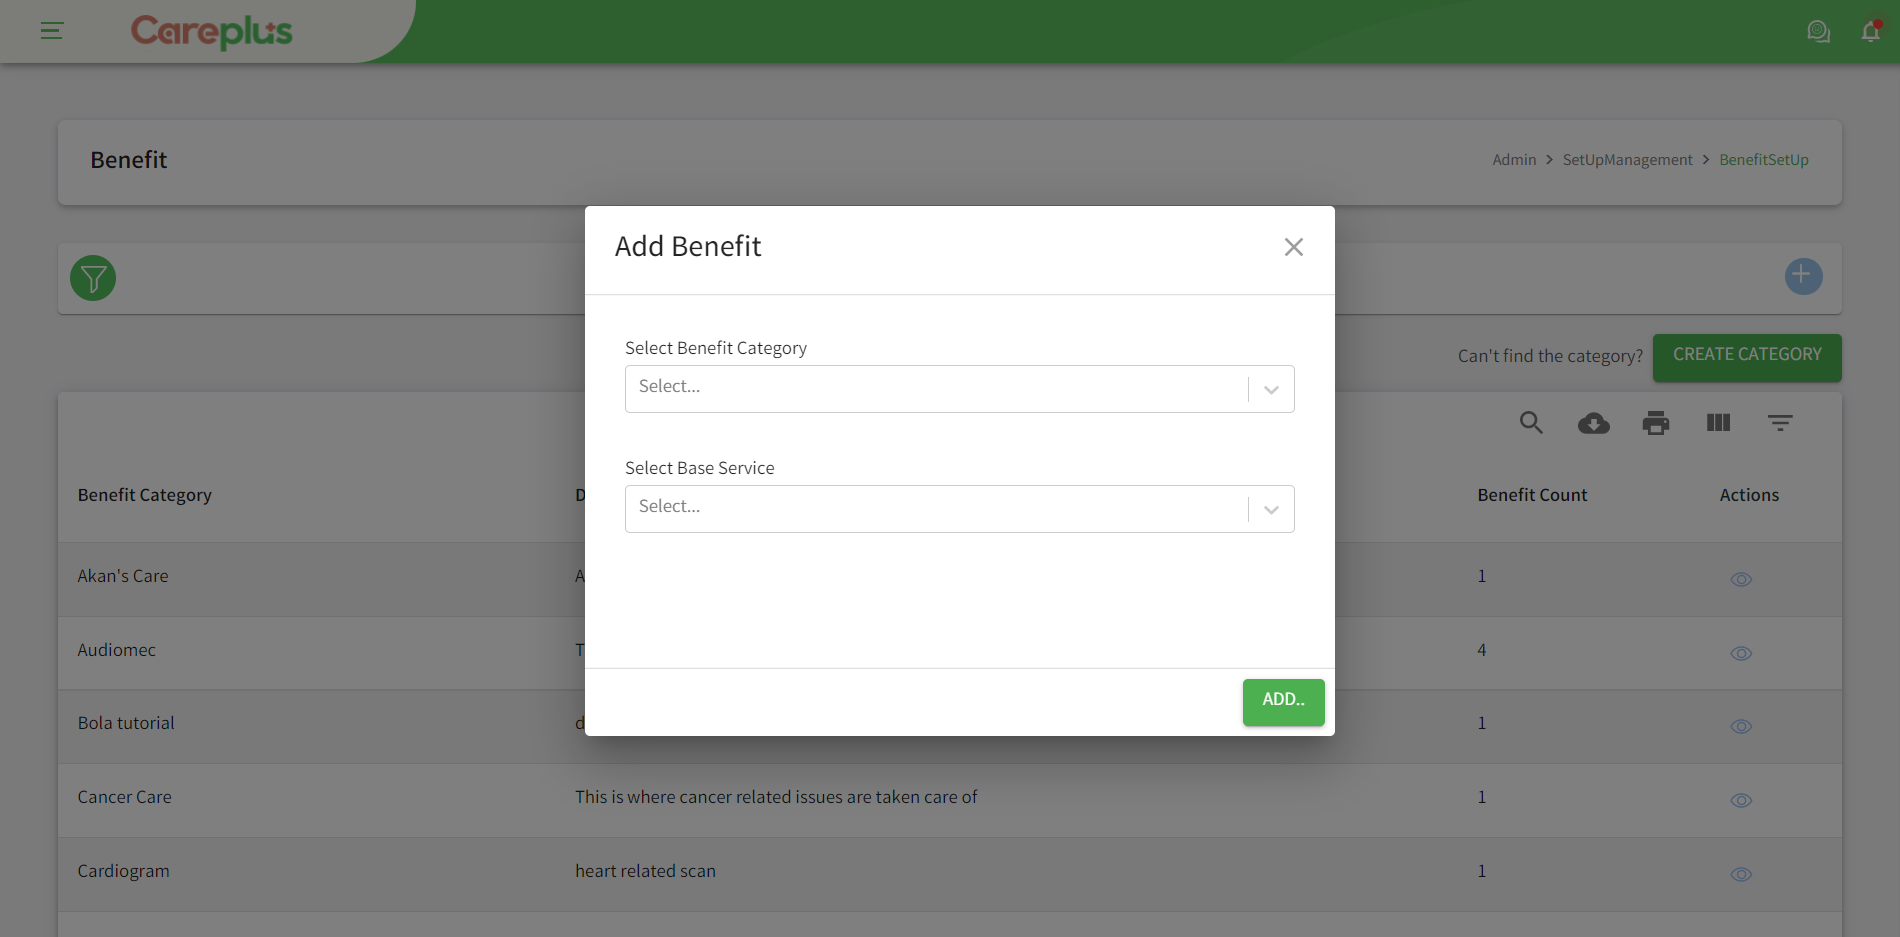 Careplus
Benefit
Admin > SetUpManagement > BenefitSetUp
Add Benefit
Select Benefit Category
Select...
Can't find the category?
CREATE CATEGORY
Select Base Service
Select...
Benefit Category
D
Benefit Count
Actions
Akan's Care
A
1
Audiomec
T
4
ADD..
Bola tutorial
d
1
Cancer Care
This is where cancer related issues are taken care of
1
Cardiogram
heart related scan
1